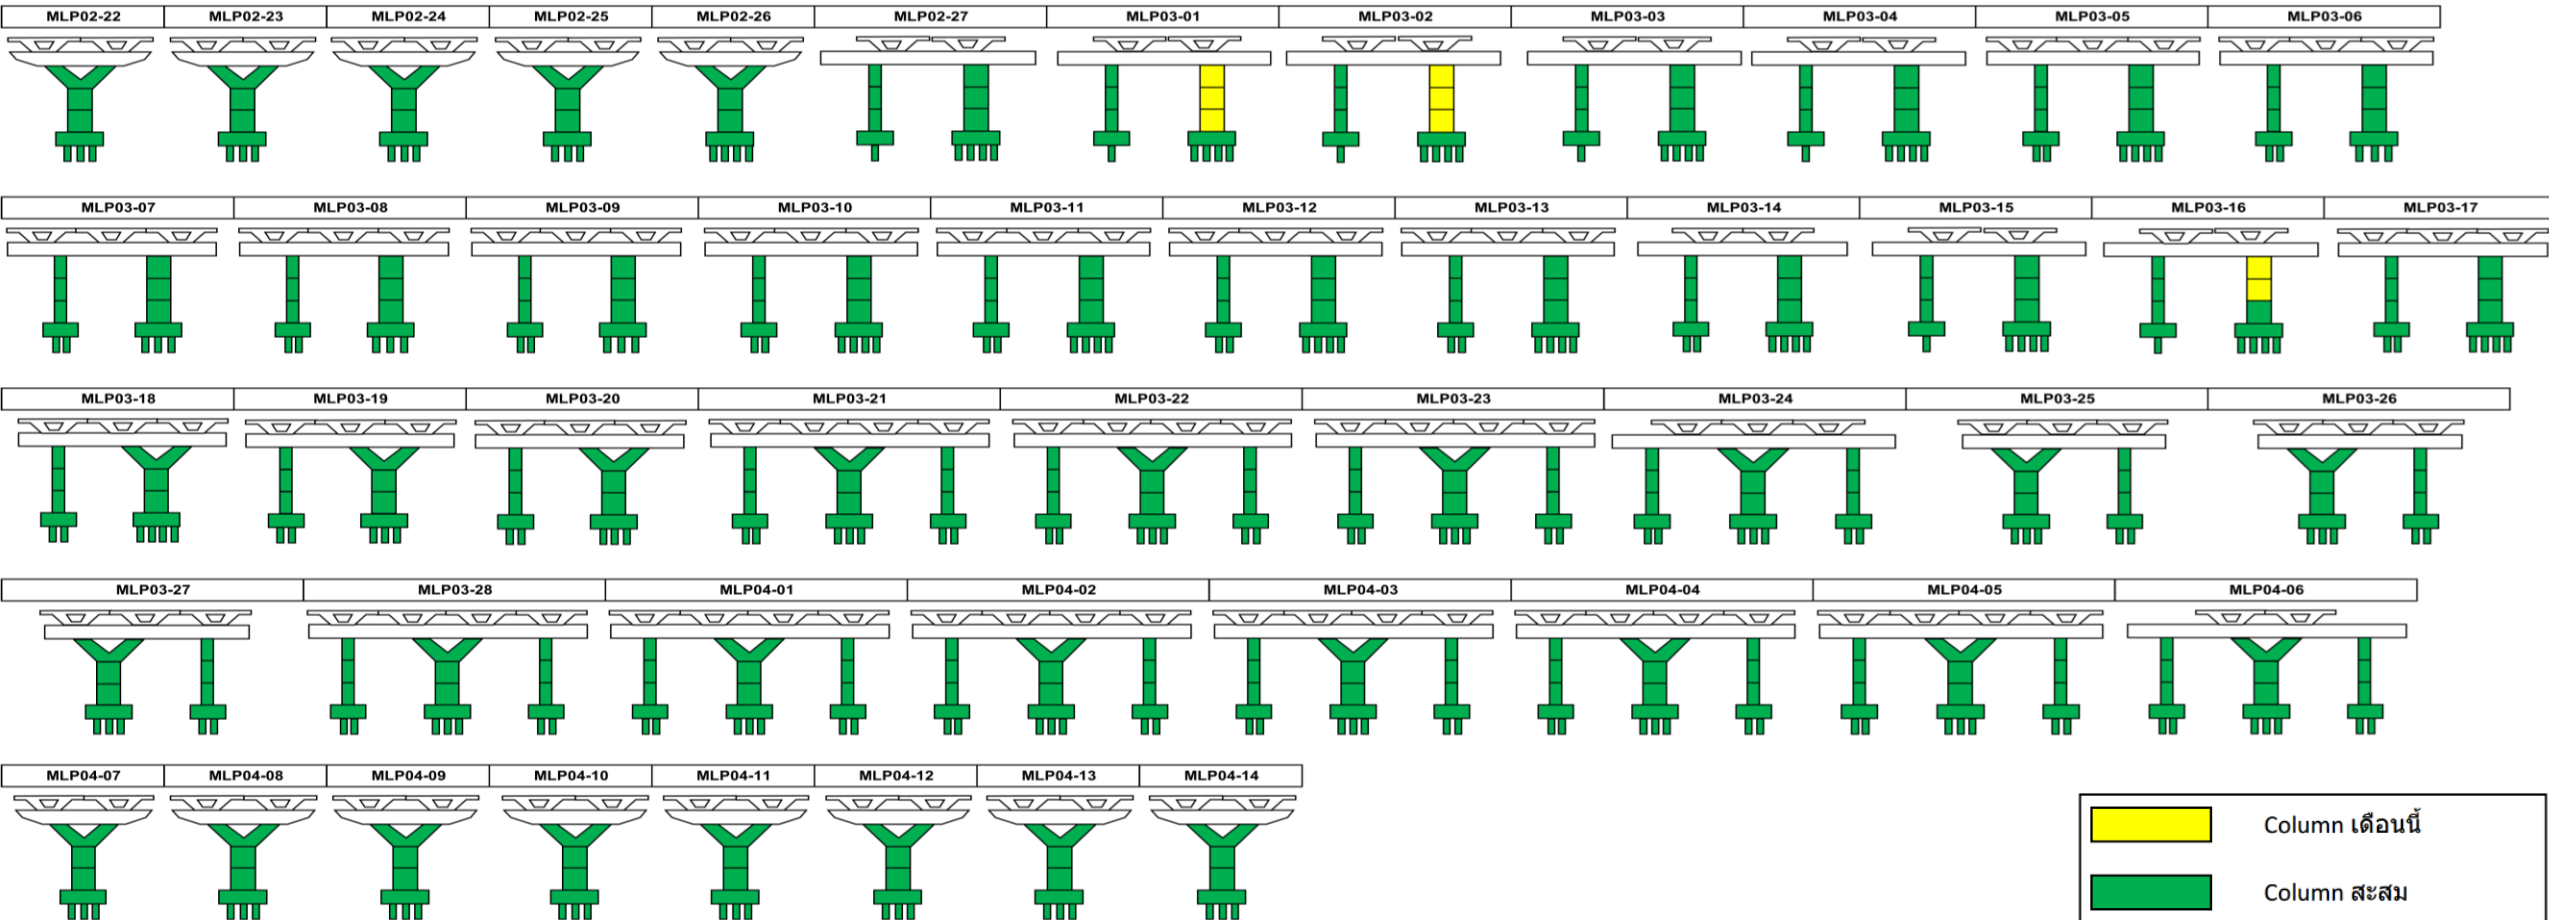 MLP02-22 MLP02-23 MLP02-24 MLP02-25 MLP02-26 MLP02-27 MLP03-01 MLP03-02 MLP03-03 MLP03-04 MLP03-05 MLP03-06
MLP03-07 MLP03-08 MLP03-09 MLP03-10 MLP03-11 MLP03-12 MLP03-13 MLP03-14 MLP03-15 MLP03-16 MLP03-17
MLP03-18 MLP03-19 MLP03-20 MLP03-21 MLP03-22 MLP03-23 MLP03-24 MLP03-25 MLP03-26
MLP03-27 MLP03-28 MLP04-01 MLP04-02 MLP04-03 MLP04-04 MLP04-05 MLP04-06
MLP04-07 MLP04-08 MLP04-09 MLP04-10 MLP04-11 MLP04-12 MLP04-13 MLP04-14
Column เดือนนี้
Column สะสม